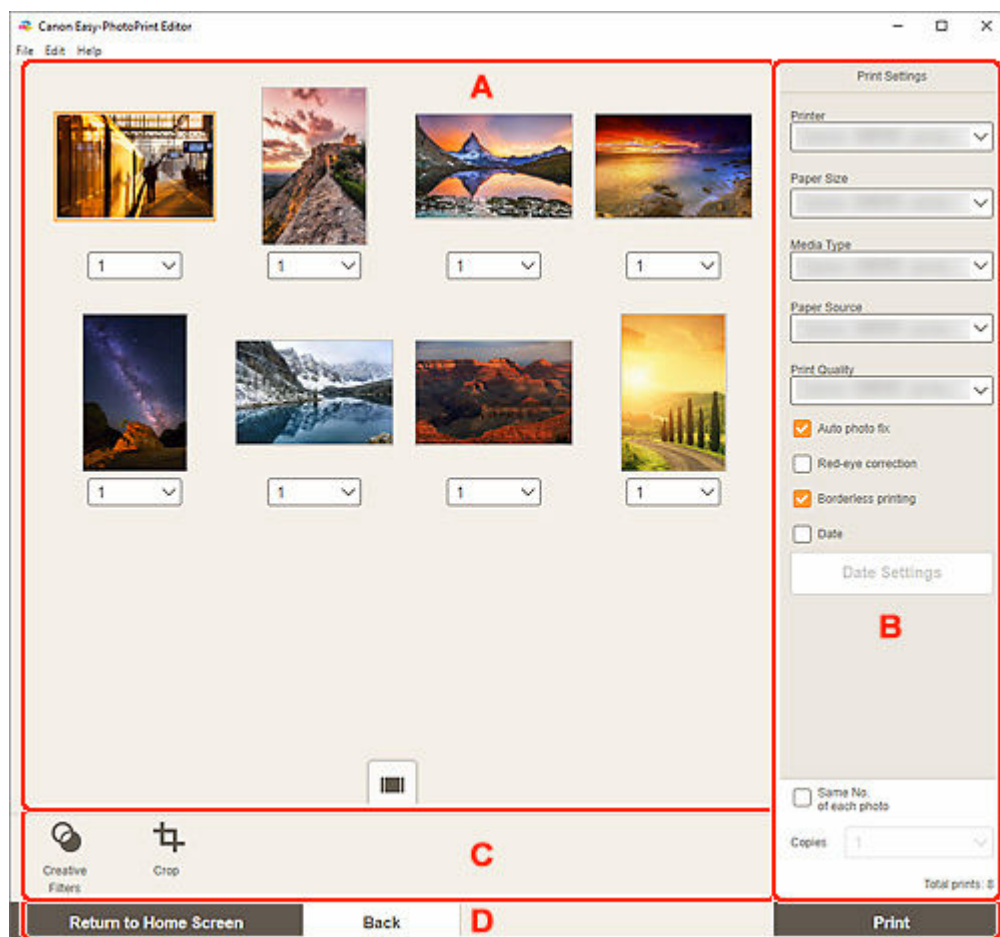 Canon Easy-PhotoPrint Editor
File Edit Help
A
1 1 1 1
1 1 1 1
Print Settings
Printer
Paper Size
Media Type
Paper Source
Print Quality
Auto photo fix
Red-eye correction
Borderless printing
Date
Date Settings
B
Same No.
of each photo
Copies 1
Total prints: 8
Creative
Filters
Crop
C
Return to Home Screen Back D Print